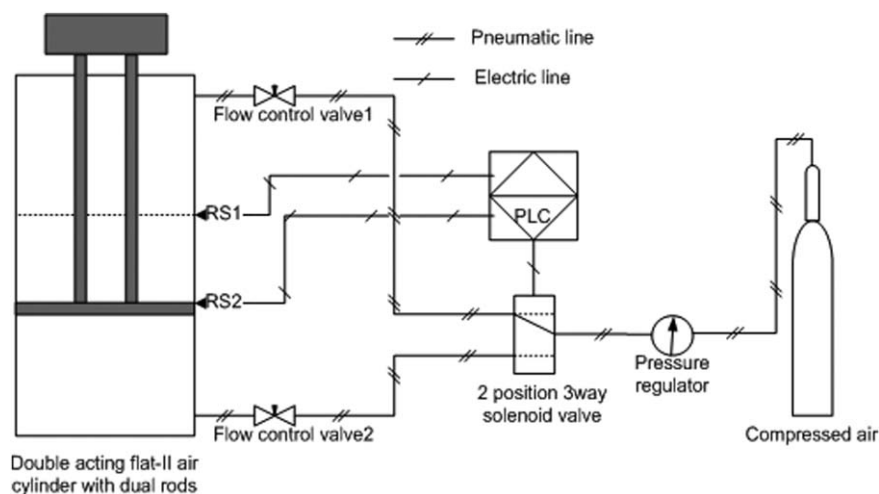 Pneumatic line
Electric line
Flow control valve1
RS1
PLC
RS2
Pressure
regulator
2 position 3way
solenoid valve
Compressed air
Flow control valve2
Double acting flat-II air
cylinder with dual rods